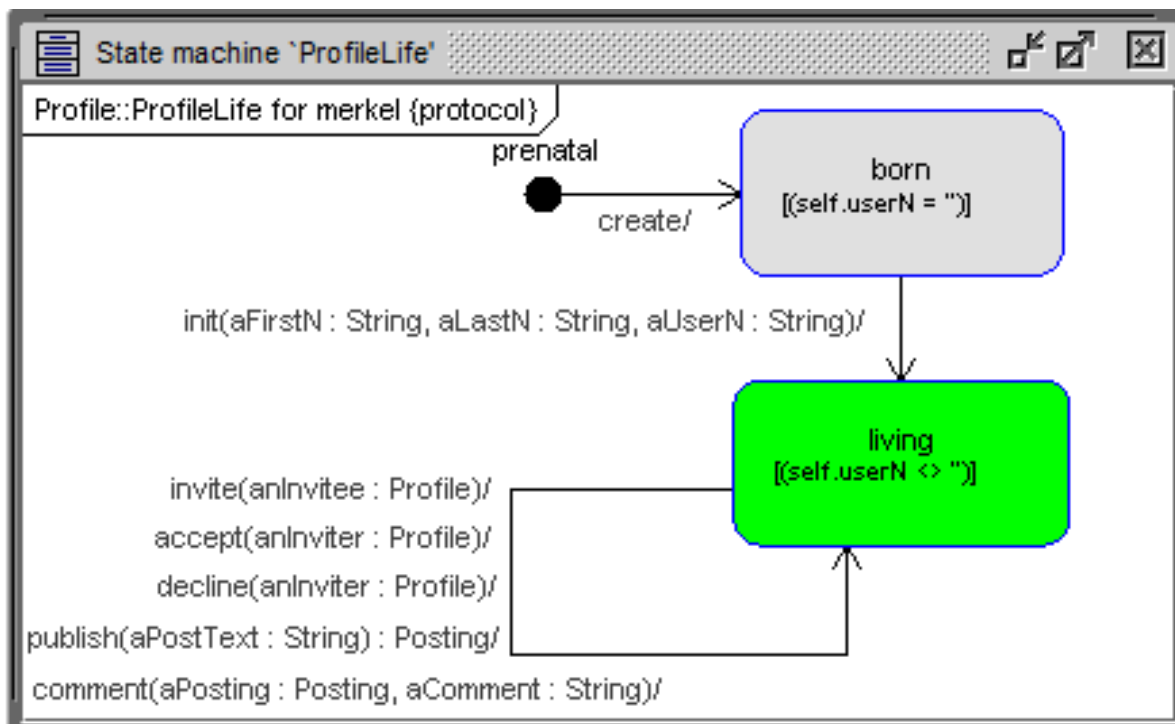 State machine `ProfileLife'
Profile::ProfileLife for merkel {protocol}
prenatal
create/
born
[(self.userN = '')]
init(aFirstN : String, aLastN : String, aUserN : String)/
living
[(self.userN <> '')]
invite(anInvitee : Profile)/
accept(anInviter : Profile)/
decline(anInviter : Profile)/
publish(aPostText : String) : Posting/
comment(aPosting : Posting, aComment : String)/